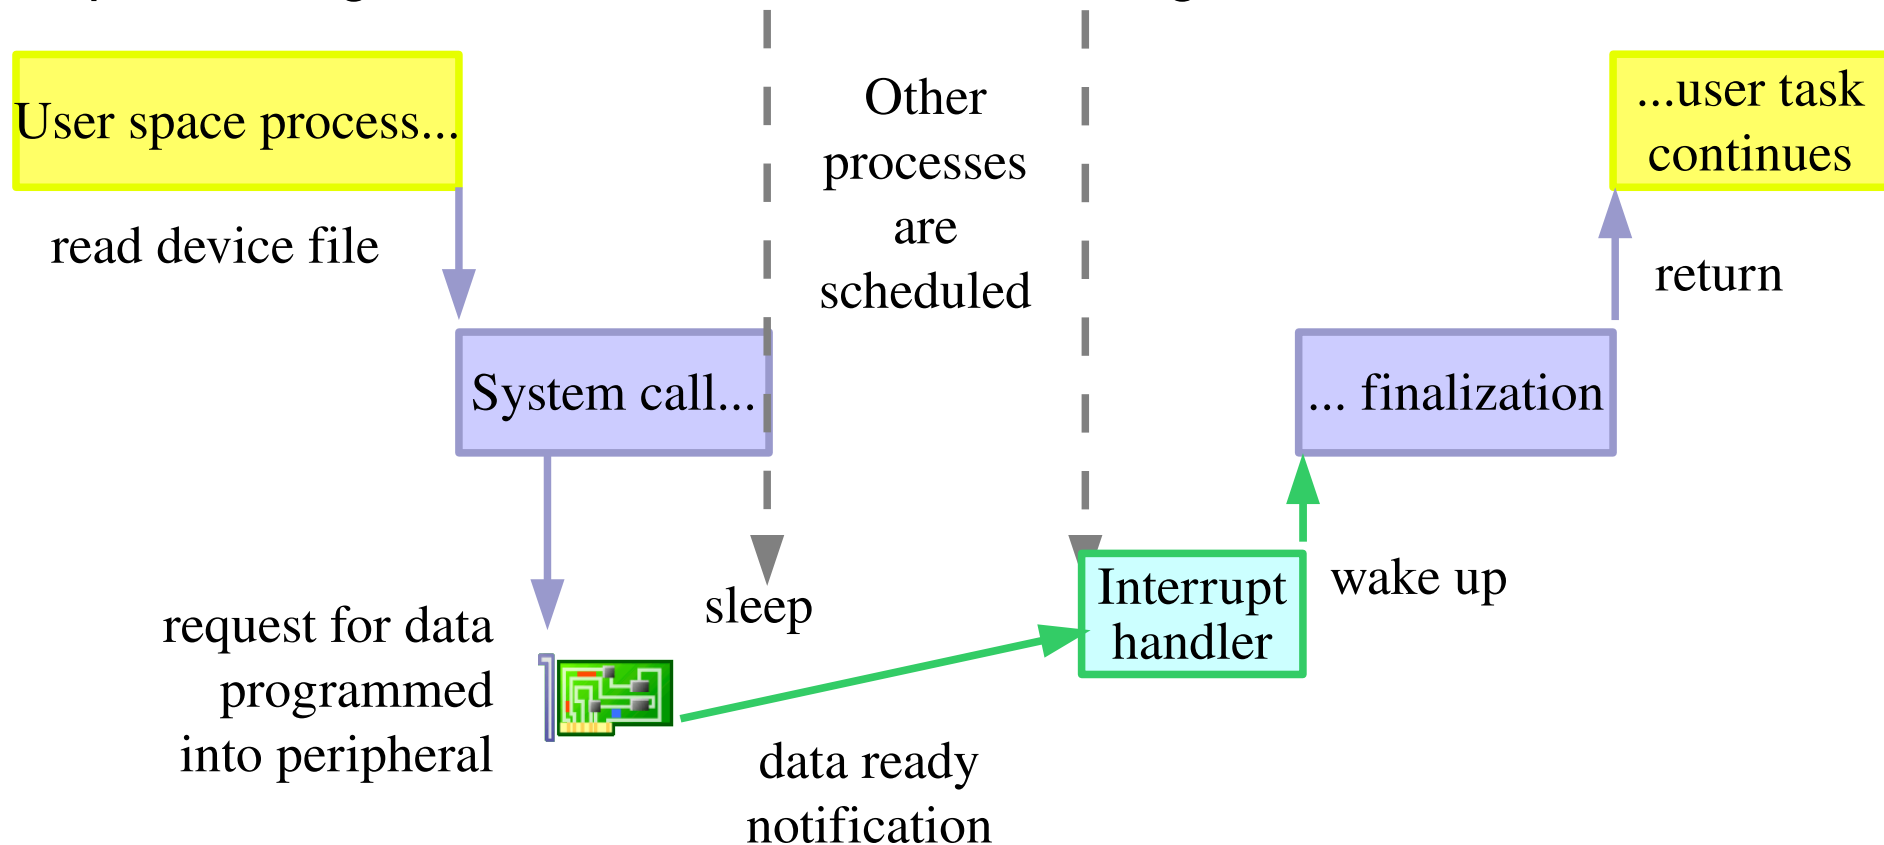 User space process...
read device file
System call...
request for data
programmed
into peripheral
sleep
Other
processes
are
scheduled
data ready
notification
Interrupt
handler
wake up
... finalization
return
...user task
continues